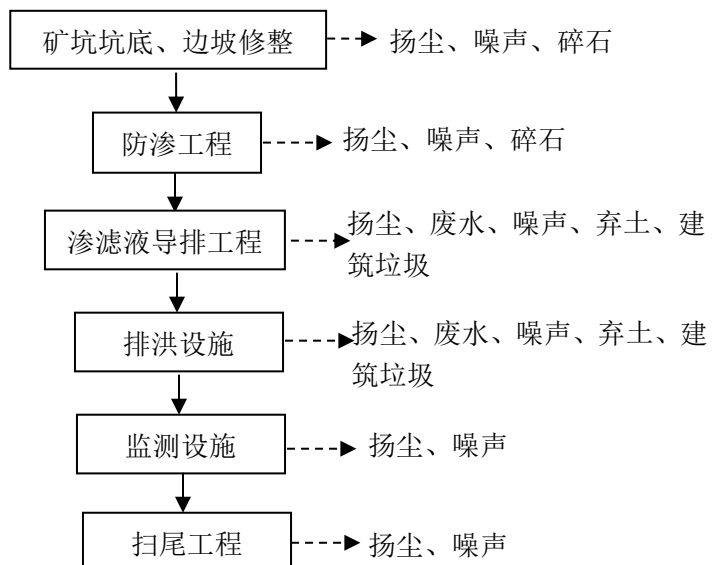 矿坑坑底、边坡修整
扬尘、噪声、碎石
防渗工程
扬尘、噪声、碎石
渗滤液导排工程
扬尘、废水、噪声、弃土、建
筑垃圾
排洪设施
扬尘、废水、噪声、弃土、建
筑垃圾
监测设施
扬尘、噪声
扫尾工程
扬尘、噪声